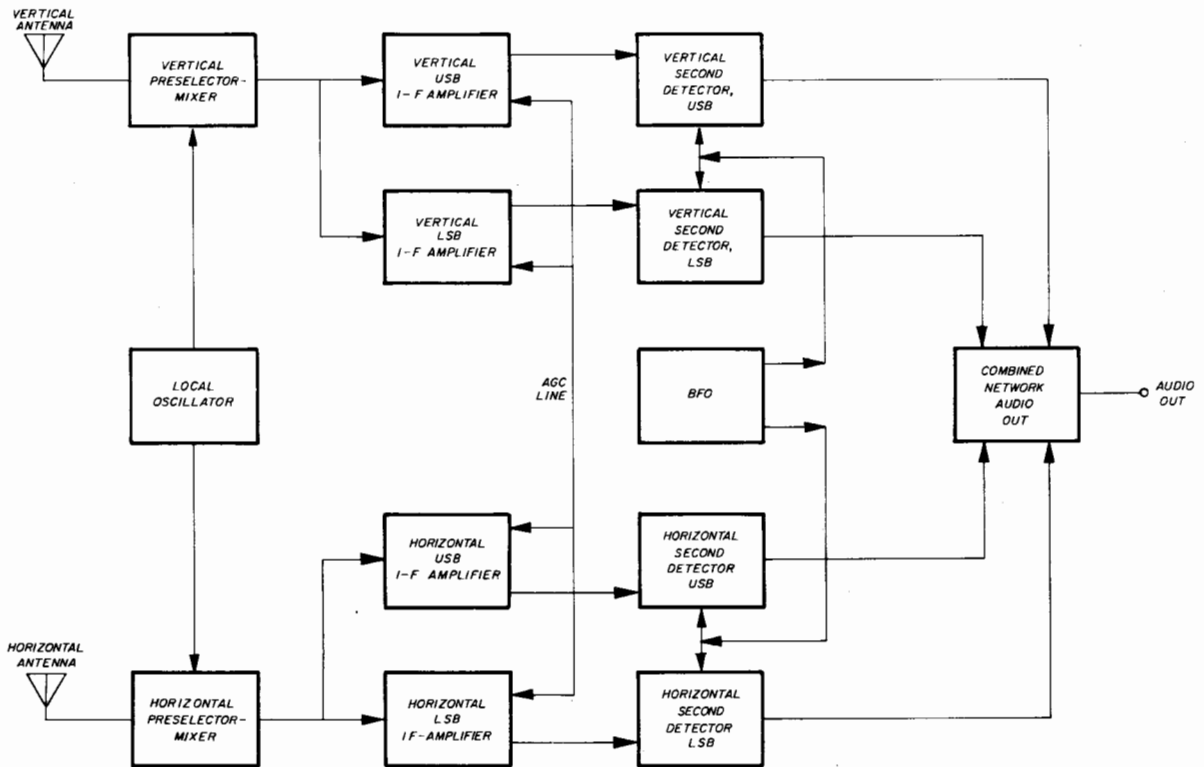 VERTICAL
ANTENNA
VERTICAL
PRESELECTOR-
MIXER
VERTICAL
USB
I-F AMPLIFIER
VERTICAL
SECOND
DETECTOR,
USB
VERTICAL
LSB
I-F AMPLIFIER
VERTICAL
SECOND
DETECTOR,
LSB
LOCAL
OSCILLATOR
AGC
LINE
BFO
COMBINED
NETWORK
AUDIO
OUT
AUDIO
OUT
HORIZONTAL
USB
I-F AMPLIFIER
HORIZONTAL
SECOND
DETECTOR
USB
HORIZONTAL
ANTENNA
HORIZONTAL
PRESELECTOR-
MIXER
HORIZONTAL
LSB
IF-AMPLIFIER
HORIZONTAL
SECOND
DETECTOR
LSB